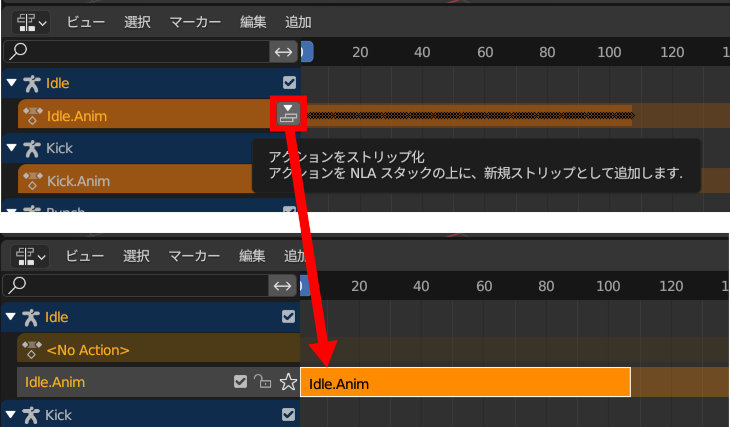 ビュー 選択 マーカー 編集 追加
20 40 60 80 100 120
Idle
Idle.Anim
Kick
アクションをストリップ化
アクションを NLA スタックの上に、新規ストリップとして追加します.
Kick.Anim
Punch
ビュー 選択 マーカー 編集 追加
20 40 60 80 100 120
Idle
<No Action>
Idle.Anim Idle.Anim
Kick